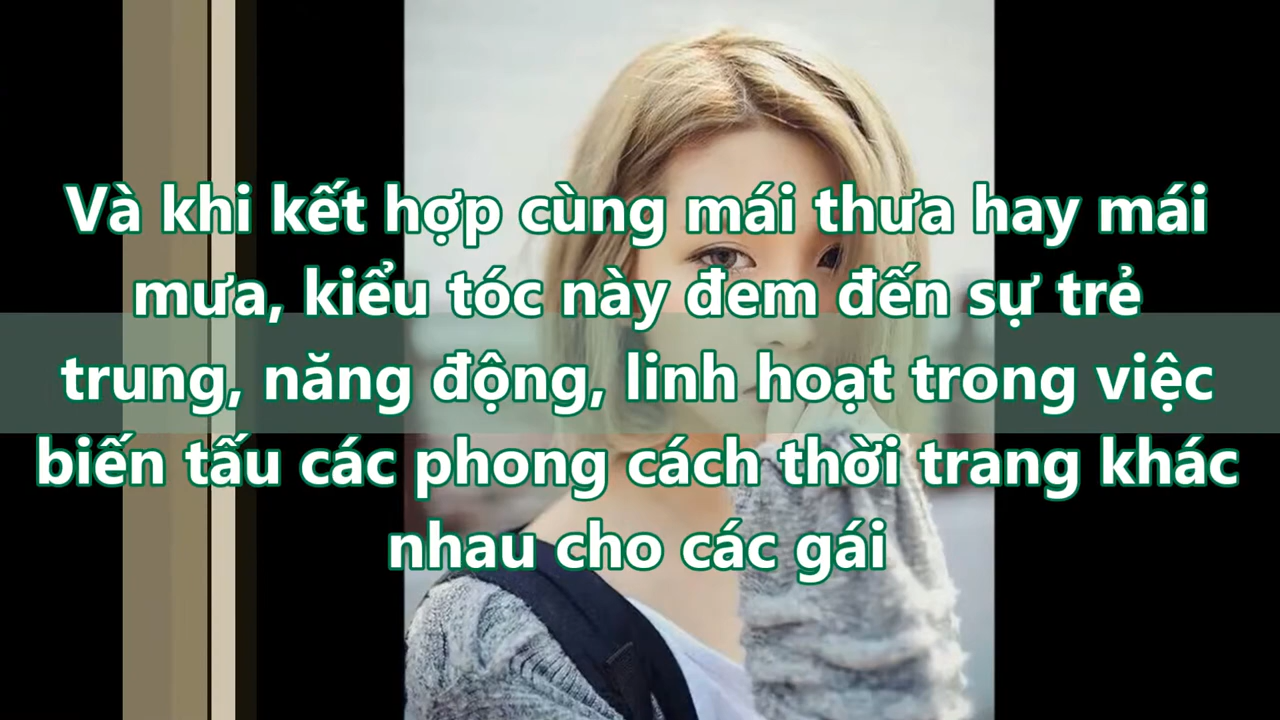 Và khi kết hợp cùng mái thưa hay mái
mưa, kiểu tóc này đem đến sự trẻ
trung, năng động, linh hoạt trong việc
biến tấu các phong cách thời trang khác
nhau cho các gái